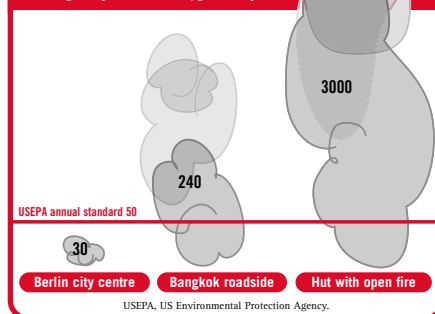 3000
240
USEPA annual standard 50
30
Berlin city centre
Bangkok roadside
Hut with open fire
USEPA, US Environmental Protection Agency.